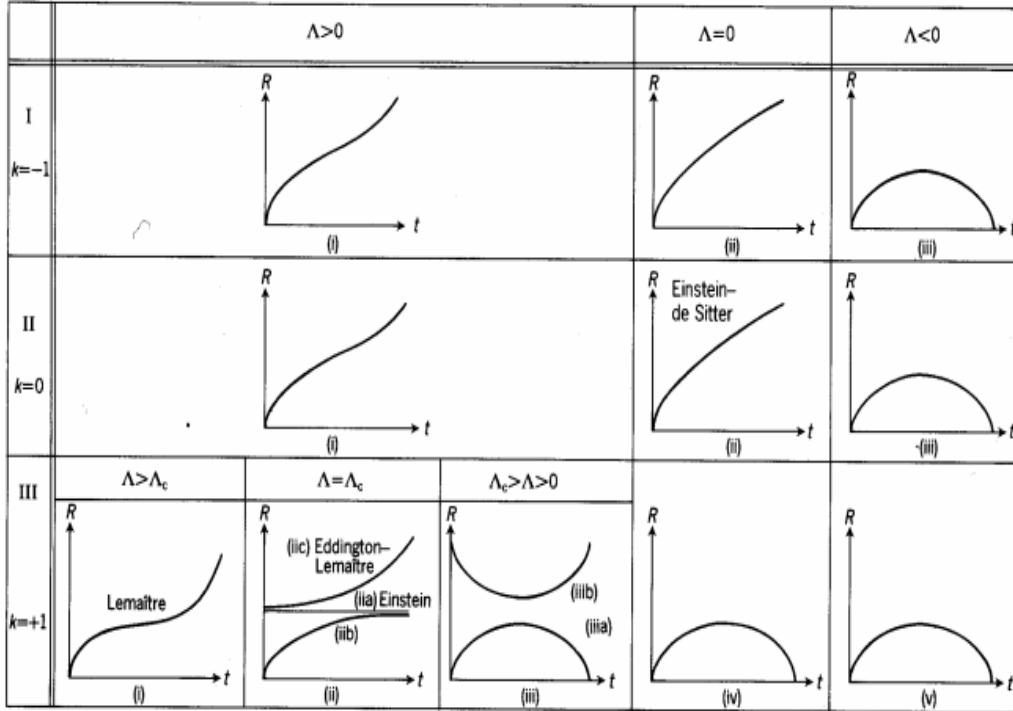 Λ>0
Λ=0
Λ<0
I
k=−1
R
t
(i)
R
t
(ii)
R
t
(iii)
II
k=0
R
t
(i)
Einstein–
de Sitter
R
t
(ii)
R
t
(iii)
III
k=+1
Λ>Λc
Λ=Λc
Λc>Λ>0
R
Lemaître
t
(i)
R
(iic) Eddington–
Lemaître
(iia) Einstein
(iib)
t
(ii)
R
(iiib)
(iiia)
t
(iii)
R
t
(iv)
R
t
(v)